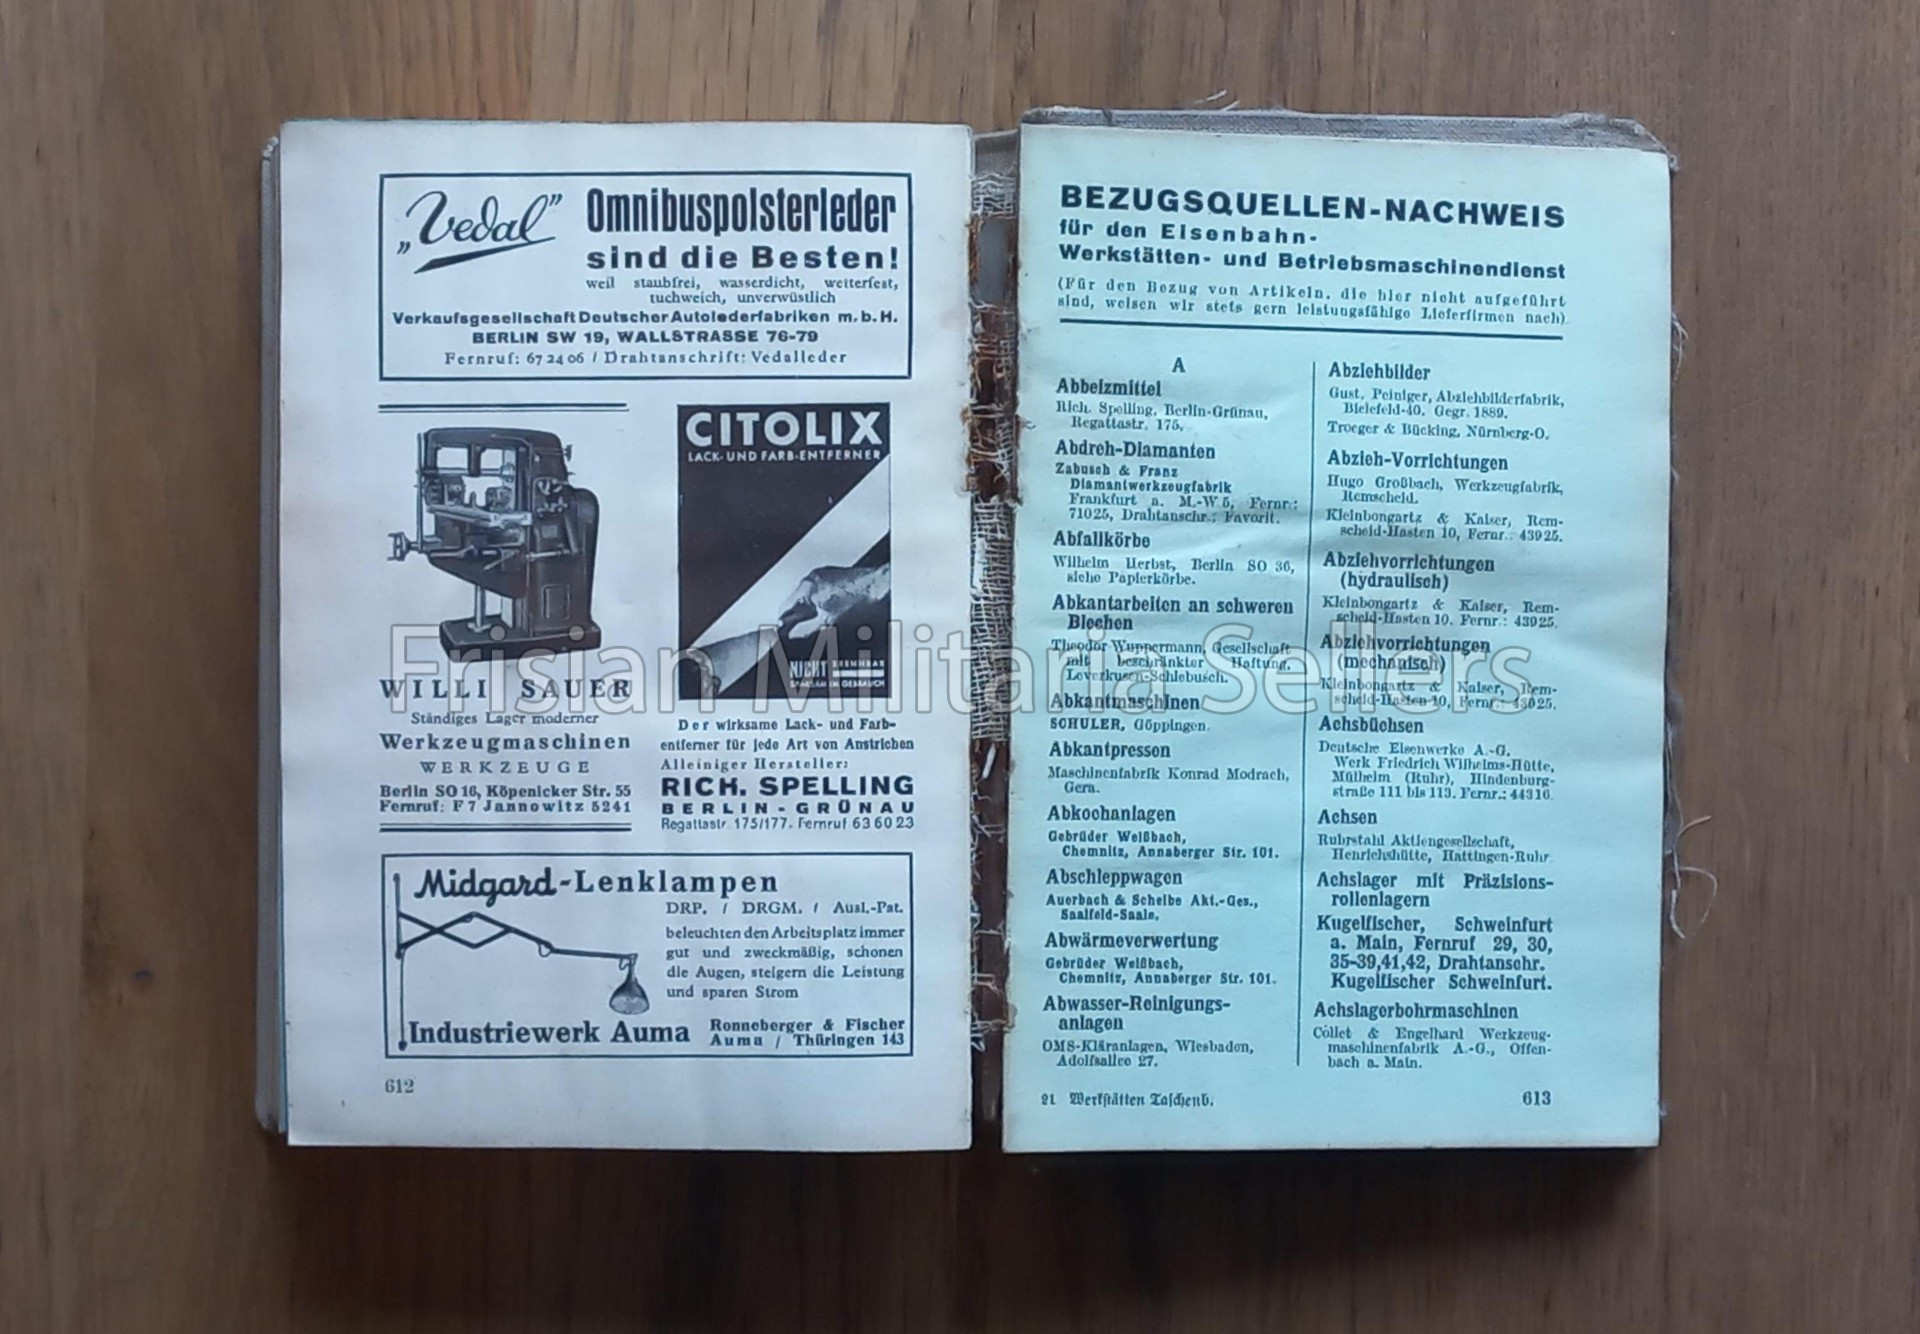 „Vedal"
Omnibuspolsterleder
sind die Besten!
weil staubfrei, wasserdicht, wetterfest,
tuchweich, unverwüstlich
Verkaufsgesellschaft Deutscher Autolederfabriken m.b.H.
BERLIN SW 19, WALLSTRASSE 76-79
Fernruf: 67 24 06 / Drahtanschrift: Vedalleder
WILLI SAUER
Ständiges Lager moderner
Werkzeugmaschinen
WERKZEUGE
Berlin SO 16, Köpenicker Str. 55
Fernruf: F 7 Jannowitz 5241
CITOLIX
LACK- UND FARB-ENTFERNER
NICHT BRENNBAR
SPARSAM IM GEBRAUCH
Der wirksame Lack- und Farb-
entferner für jede Art von Anstrichen
Alleiniger Hersteller:
RICH. SPELLING
BERLIN-GRÜNAU
Regattastr. 175/177. Fernruf 63 60 23
Midgard-Lenklampen
DRP. / DRGM. / Ausl.-Pat.
beleuchten den Arbeitsplatz immer
gut und zweckmäßig, schonen
die Augen, steigern die Leistung
und sparen Strom
Industriewerk Auma
Ronneberger & Fischer
Auma / Thüringen 143
612
BEZUGSQUELLEN-NACHWEIS
für den Eisenbahn-
Werkstätten- und Betriebsmaschinendienst
(Für den Bezug von Artikeln, die hier nicht aufgeführt
sind, weisen wir stets gern leistungsfähige Lieferfirmen nach)
A
Abbeizmittel
Rich. Spelling, Berlin-Grünau,
Regattastr. 175.
Abdreh-Diamanten
Zabusch & Franz
Diamantwerkzeugfabrik
Frankfurt a. M.-W 5, Fernr.:
71025, Drahtanschr.: Favorit.
Abfallkörbe
Wilhelm Herbst, Berlin SO 36,
siehe Papierkörbe.
Abkantarbeiten an schweren
Blechen
Theodor Wuppermann, Gesellschaft
mit beschränkter Haftung,
Leverkusen-Schlebusch.
Abkantmaschinen
SCHULER, Göppingen.
Abkantpressen
Maschinenfabrik Konrad Modrach,
Gera.
Abkochanlagen
Gebrüder Weißbach,
Chemnitz, Annaberger Str. 101.
Abschleppwagen
Auerbach & Scheibe Akt.-Ges.,
Saalfeld-Saale.
Abwärmeverwertung
Gebrüder Weißbach,
Chemnitz, Annaberger Str. 101.
Abwasser-Reinigungs-
anlagen
OMS-Kläranlagen, Wiesbaden,
Adolfsallee 27.
Abziehbilder
Gust. Peiniger, Abziehbilderfabrik,
Bielefeld-40. Gegr. 1889.
Troeger & Bücking, Nürnberg-O.
Abzieh-Vorrichtungen
Hugo Großbach, Werkzeugfabrik,
Remscheid.
Kleinbongartz & Kaiser, Rem-
scheid-Hasten 10, Fernr.: 43925.
Abziehvorrichtungen
(hydraulisch)
Kleinbongartz & Kaiser, Rem-
scheid-Hasten 10. Fernr.: 43925.
Abziehvorrichtungen
(mechanisch)
Kleinbongartz & Kaiser, Rem-
scheid-Hasten 10, Fernr.: 43925.
Achsbüchsen
Deutsche Eisenwerke A.-G.
Werk Friedrich Wilhelms-Hütte,
Mülheim (Ruhr), Hindenburg-
straße 111 bis 113. Fernr.: 44316.
Achsen
Ruhrstahl Aktiengesellschaft,
Henrichshütte, Hattingen-Ruhr.
Achslager mit Präzisions-
rollenlagern
Kugelfischer, Schweinfurt
a. Main, Fernruf 29, 30,
35-39,41,42, Drahtanschr.
Kugelfischer Schweinfurt.
Achslagerbohrmaschinen
Collet & Engelhard Werkzeug-
maschinenfabrik A.-G., Offen-
bach a. Main.
21 Werkstätten Taschenb.
613
Frisian Militaria Sellers